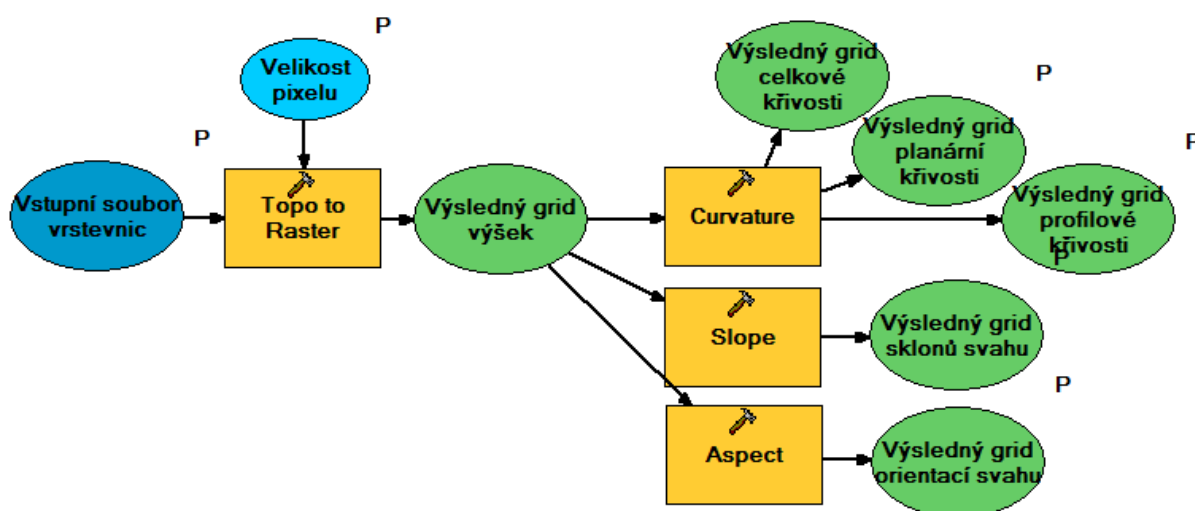 P
Velikost
pixelu
P
Vstupní soubor
vrstevnic
Topo to
Raster
Výsledný grid
výšek
Curvature
Výsledný grid
celkové
křivosti
P
Výsledný grid
planární
křivosti
P
Výsledný grid
profilové
křivosti
P
Slope
Výsledný grid
sklonů svahu
P
Aspect
Výsledný grid
orientací svahu